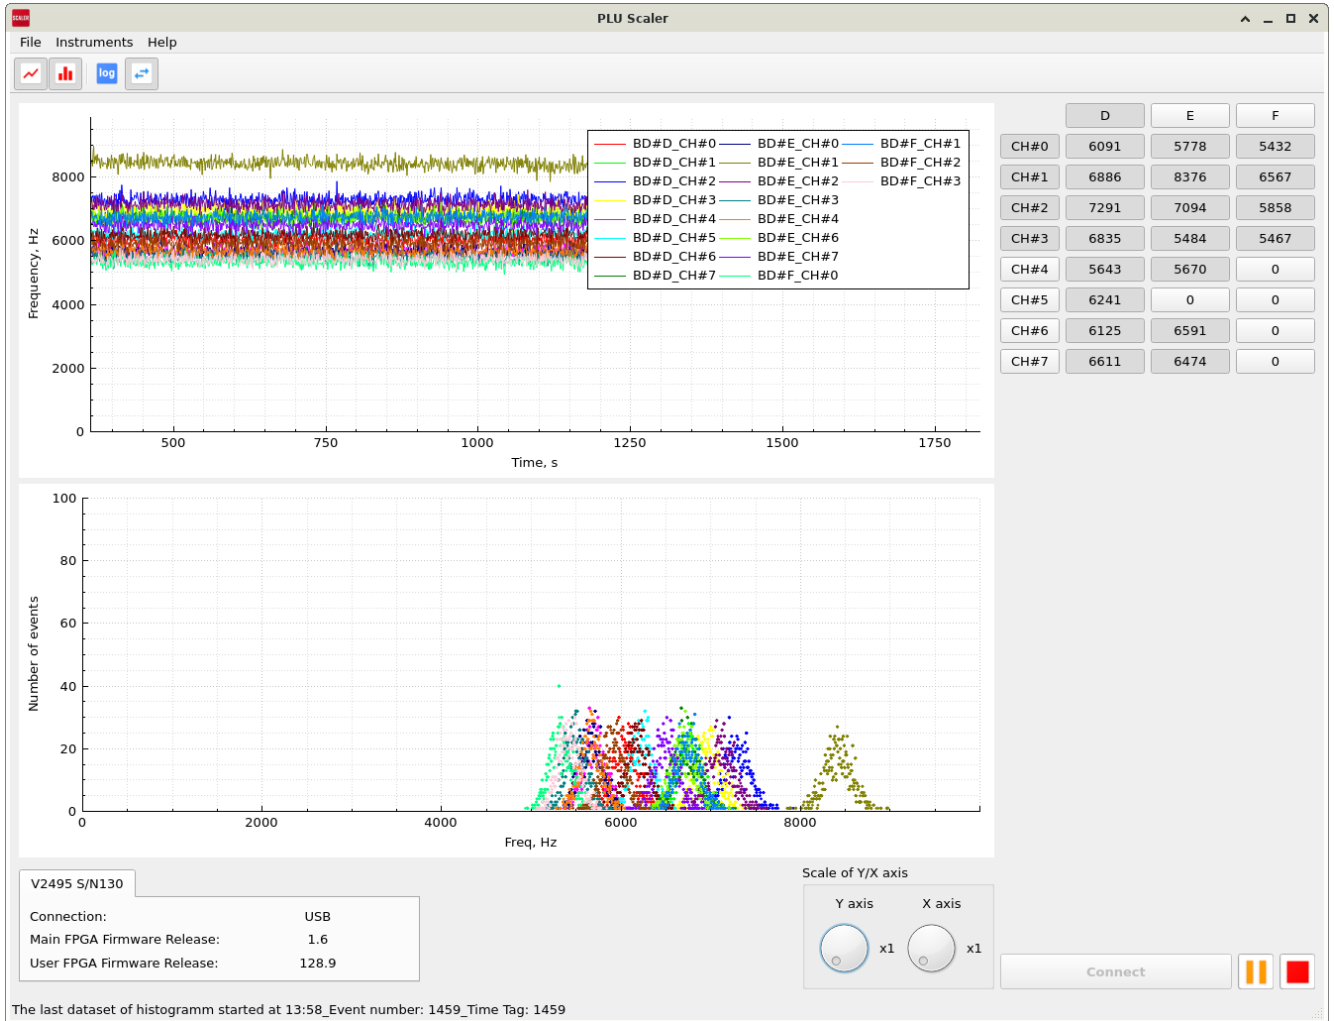 SCALER PLU Scaler
File Instruments Help
log
8000
6000
4000
2000
0
Frequency, Hz
500 750 1000 1250 1500 1750
Time, s
BD#D_CH#0 BD#E_CH#0 BD#F_CH#1
BD#D_CH#1 BD#E_CH#1 BD#F_CH#2
BD#D_CH#2 BD#E_CH#2 BD#F_CH#3
BD#D_CH#3 BD#E_CH#3
BD#D_CH#4 BD#E_CH#4
BD#D_CH#5 BD#E_CH#6
BD#D_CH#6 BD#E_CH#7
BD#D_CH#7 BD#F_CH#0
D E F
CH#0 6091 5778 5432
CH#1 6886 8376 6567
CH#2 7291 7094 5858
CH#3 6835 5484 5467
CH#4 5643 5670 0
CH#5 6241 0 0
CH#6 6125 6591 0
CH#7 6611 6474 0
100
80
60
40
20
0
Number of events
0 2000 4000 6000 8000
Freq, Hz
V2495 S/N130
Connection: USB
Main FPGA Firmware Release: 1.6
User FPGA Firmware Release: 128.9
Scale of Y/X axis
Y axis X axis
x1 x1
Connect
The last dataset of histogramm started at 13:58_Event number: 1459_Time Tag: 1459